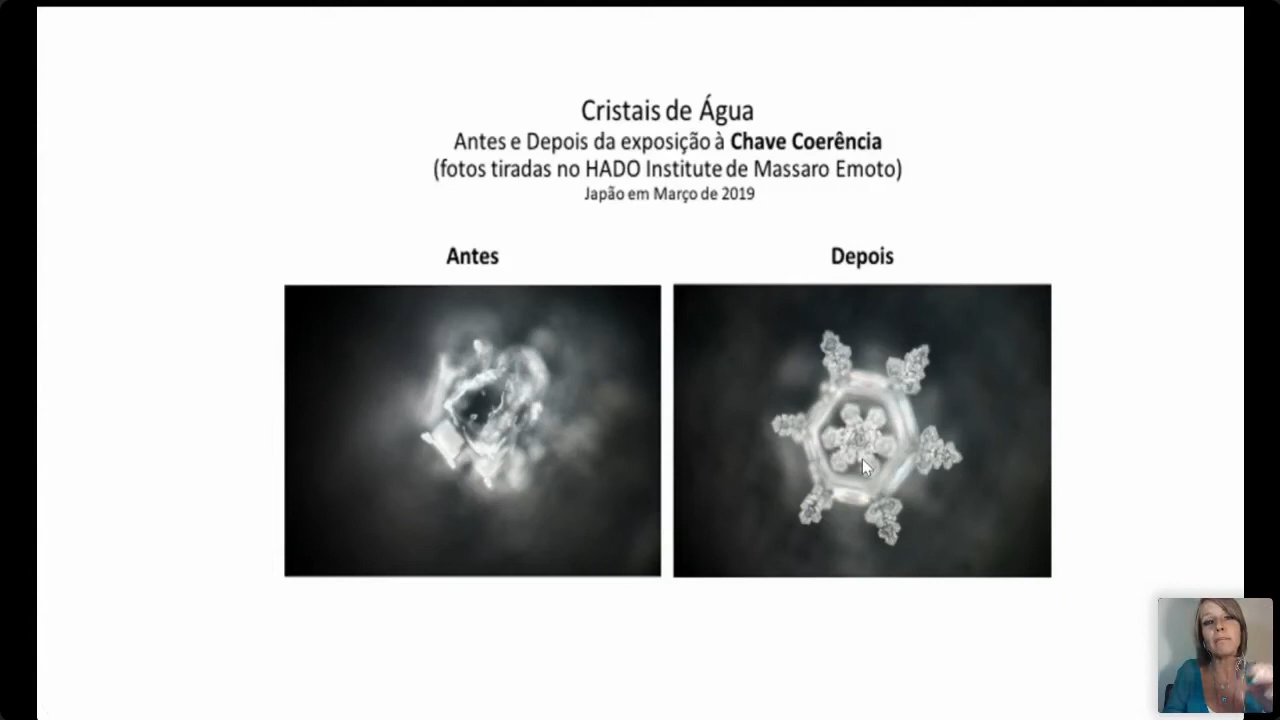 Cristais de Água
Antes e Depois da exposição à Chave Coerência
(fotos tiradas no HADO Institute de Massaro Emoto)
Japão em Março de 2019
Antes
Depois